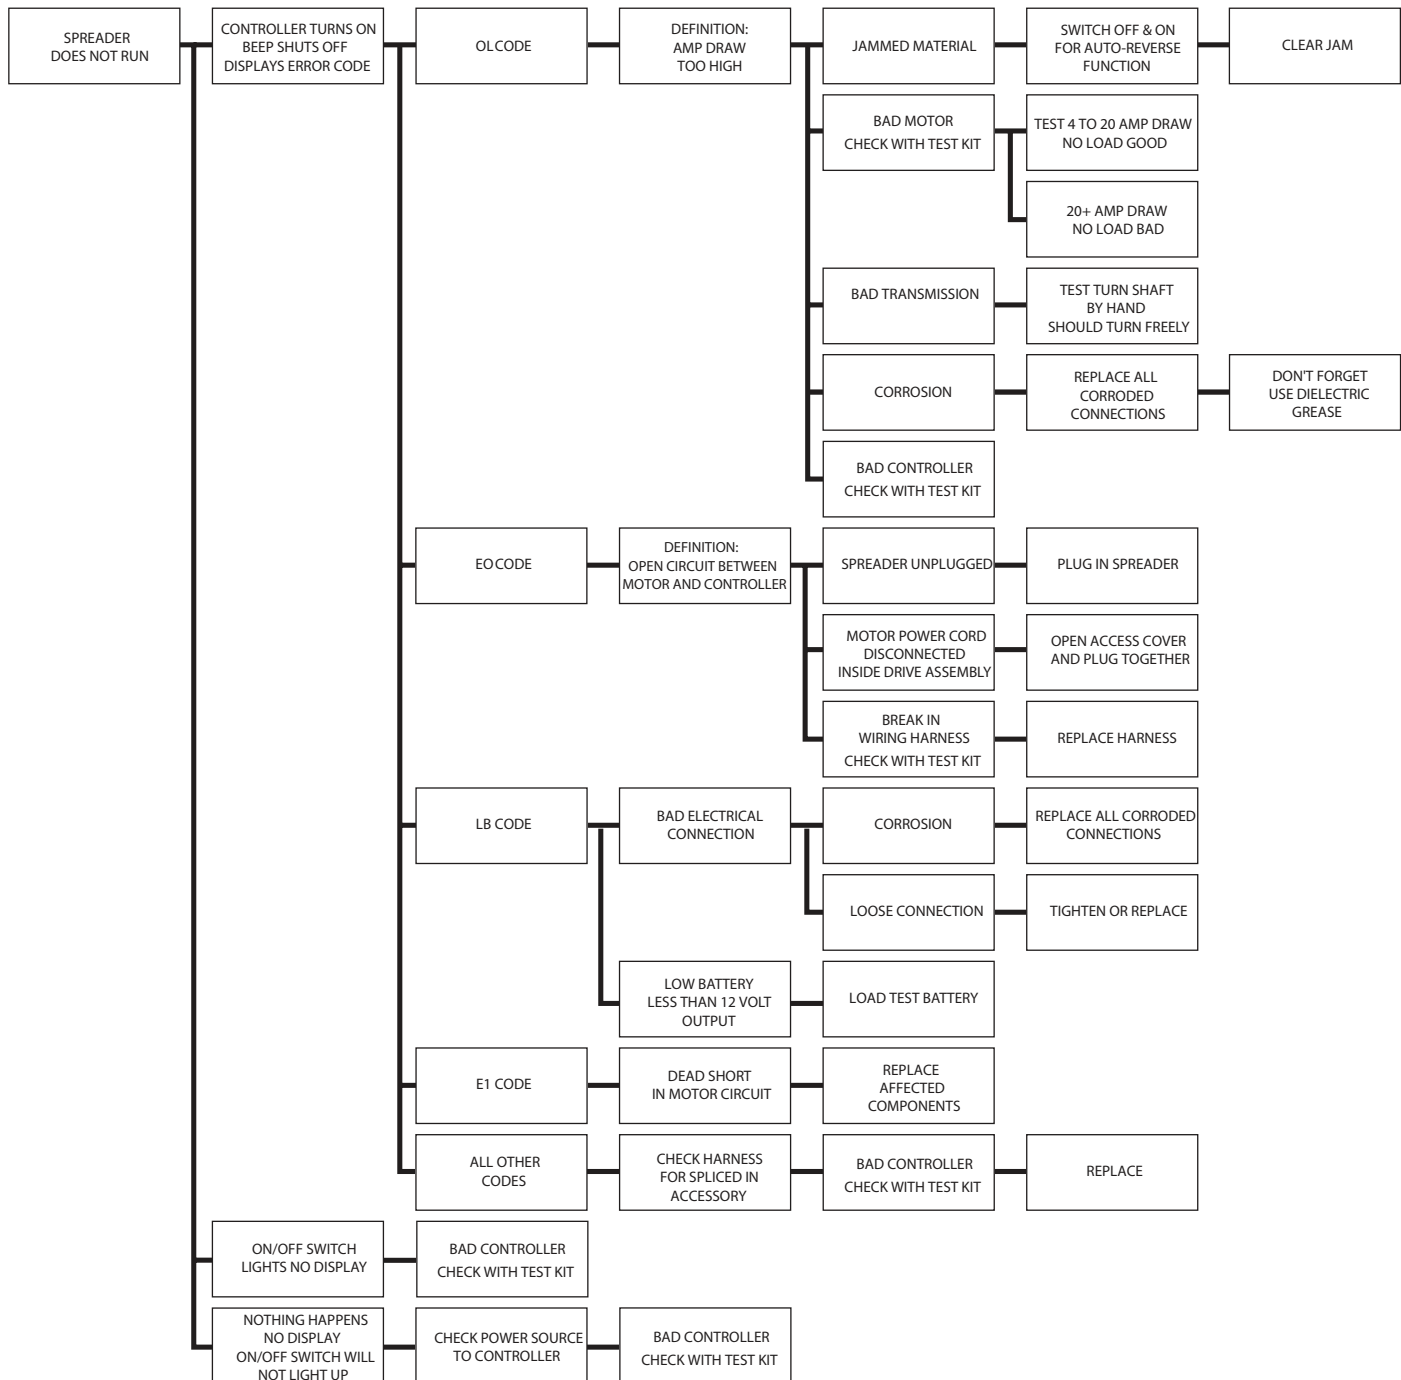 SPREADER
DOES NOT RUN
CONTROLLER TURNS ON
BEEP SHUTS OFF
DISPLAYS ERROR CODE
OL CODE
DEFINITION:
AMP DRAW
TOO HIGH
JAMMED MATERIAL
SWITCH OFF & ON
FOR AUTO-REVERSE
FUNCTION
CLEAR JAM
BAD MOTOR
CHECK WITH TEST KIT
TEST 4 TO 20 AMP DRAW
NO LOAD GOOD
20+ AMP DRAW
NO LOAD BAD
BAD TRANSMISSION
TEST TURN SHAFT
BY HAND
SHOULD TURN FREELY
CORROSION
REPLACE ALL
CORRODED
CONNECTIONS
DON'T FORGET
USE DIELECTRIC
GREASE
BAD CONTROLLER
CHECK WITH TEST KIT
EO CODE
DEFINITION:
OPEN CIRCUIT BETWEEN
MOTOR AND CONTROLLER
SPREADER UNPLUGGED
PLUG IN SPREADER
MOTOR POWER CORD
DISCONNECTED
INSIDE DRIVE ASSEMBLY
OPEN ACCESS COVER
AND PLUG TOGETHER
BREAK IN
WIRING HARNESS
CHECK WITH TEST KIT
REPLACE HARNESS
LB CODE
BAD ELECTRICAL
CONNECTION
CORROSION
REPLACE ALL CORRODED
CONNECTIONS
LOOSE CONNECTION
TIGHTEN OR REPLACE
LOW BATTERY
LESS THAN 12 VOLT
OUTPUT
LOAD TEST BATTERY
E1 CODE
DEAD SHORT
IN MOTOR CIRCUIT
REPLACE
AFFECTED
COMPONENTS
ALL OTHER
CODES
CHECK HARNESS
FOR SPLICED IN
ACCESSORY
BAD CONTROLLER
CHECK WITH TEST KIT
REPLACE
ON/OFF SWITCH
LIGHTS NO DISPLAY
BAD CONTROLLER
CHECK WITH TEST KIT
NOTHING HAPPENS
NO DISPLAY
ON/OFF SWITCH WILL
NOT LIGHT UP
CHECK POWER SOURCE
TO CONTROLLER
BAD CONTROLLER
CHECK WITH TEST KIT